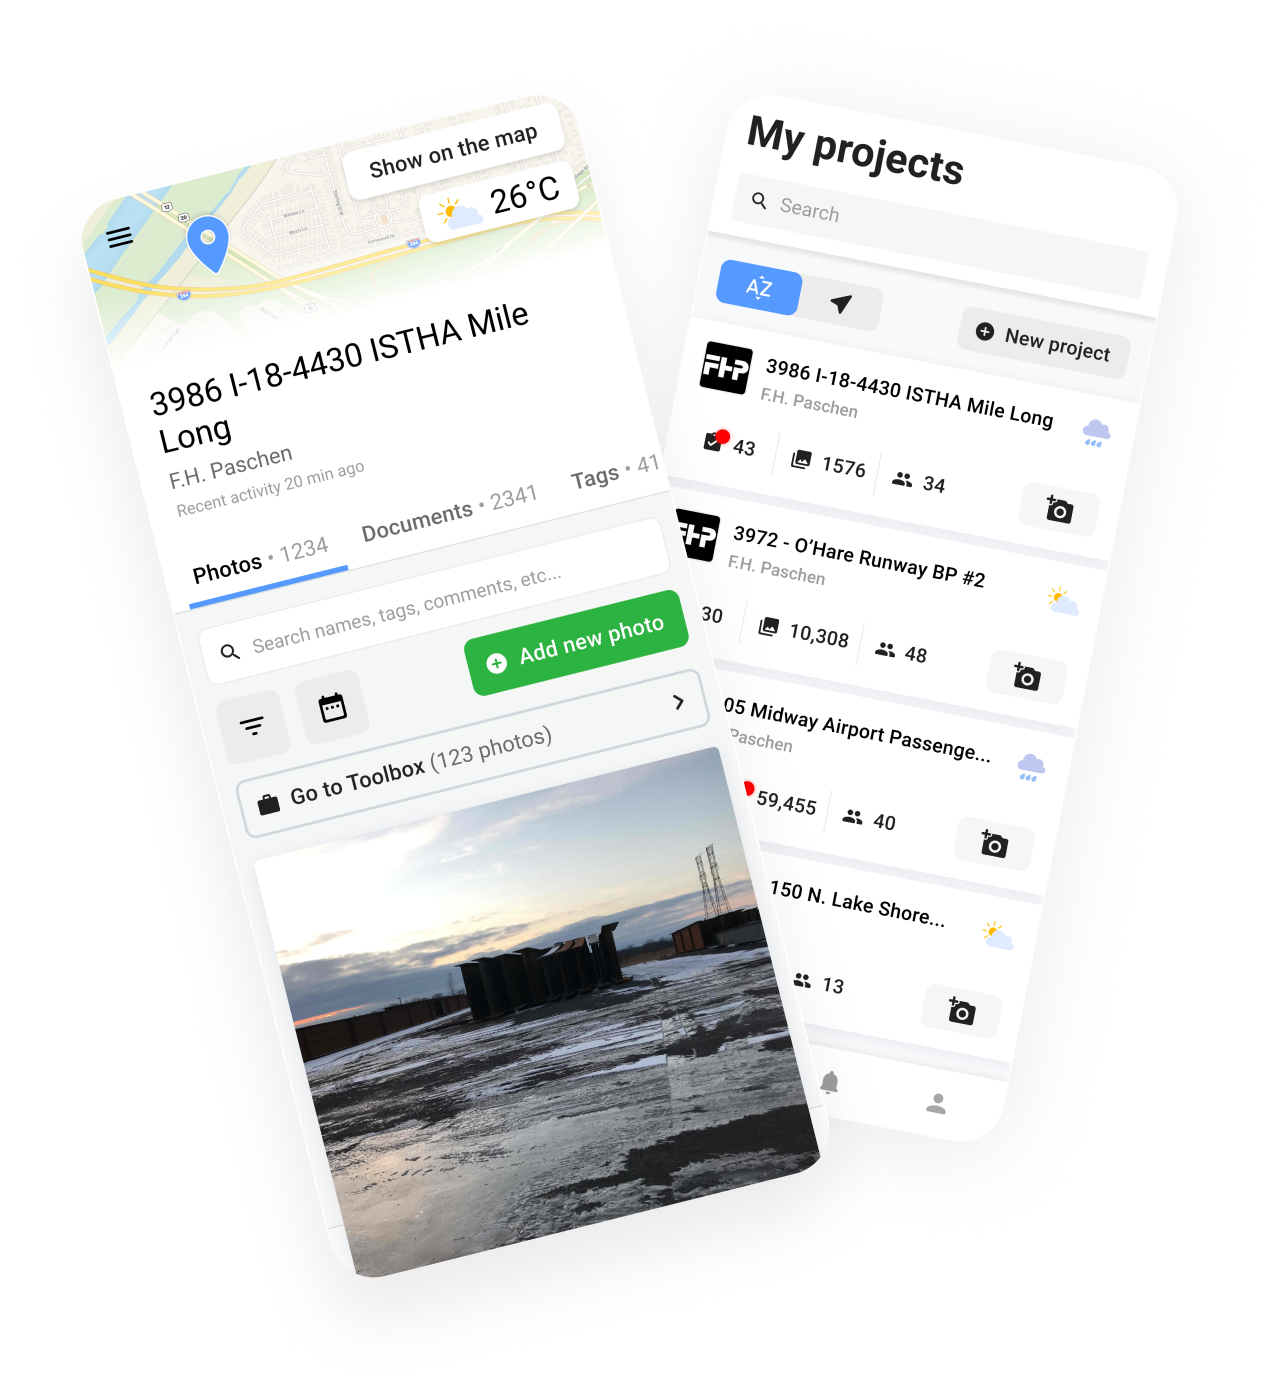 Show on the map
26°C
3986 I-18-4430 ISTHA Mile
Long
F.H. Paschen
Recent activity 20 min ago
Photos • 1234
Documents • 2341
Tags • 41
Search names, tags, comments, etc...
Add new photo
Go to Toolbox (123 photos)
My projects
Search
AZ
New project
FHP
3986 I-18-4430 ISTHA Mile Long
F.H. Paschen
43
1576
34
FHP
3972 - O’Hare Runway BP #2
F.H. Paschen
30
10,308
48
05 Midway Airport Passenge...
Paschen
59,455
40
150 N. Lake Shore...
13